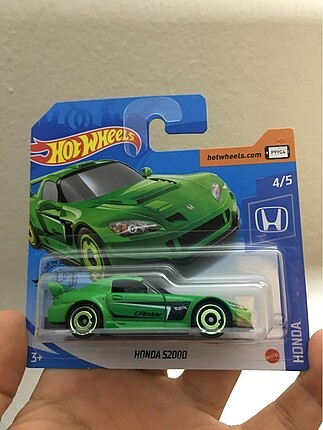 HOT WHEELS
hotwheels.com
4/5
GReddy
3+
HONDA S2000
HONDA